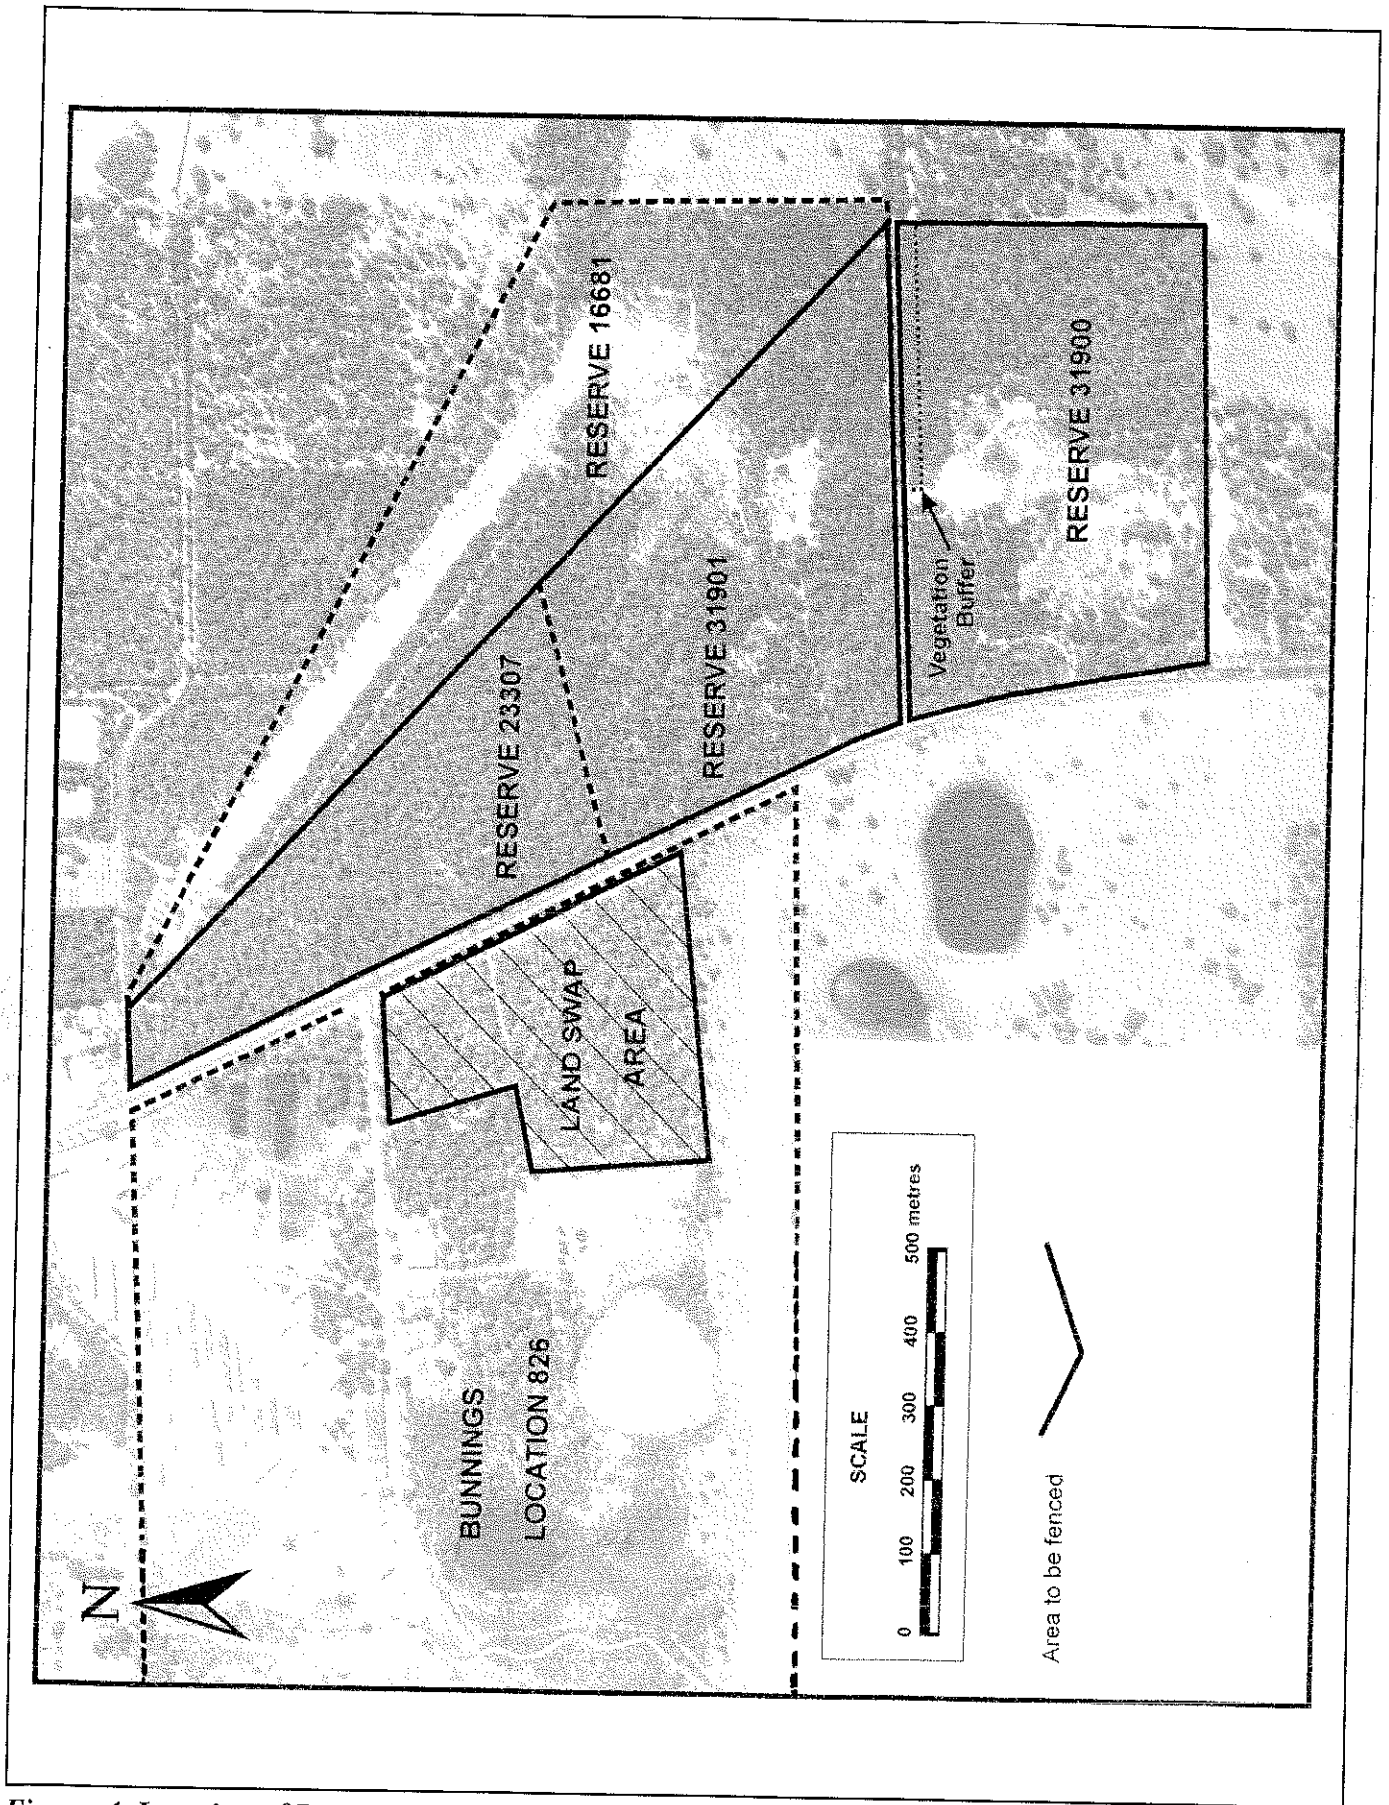 N
RESERVE 16681
RESERVE 23307
RESERVE 31901
RESERVE 31900
Vegetation
Buffer
LAND SWAP
AREA
BUNNINGS
LOCATION 826
SCALE
0 100 200 300 400 500 metres
Area to be fenced